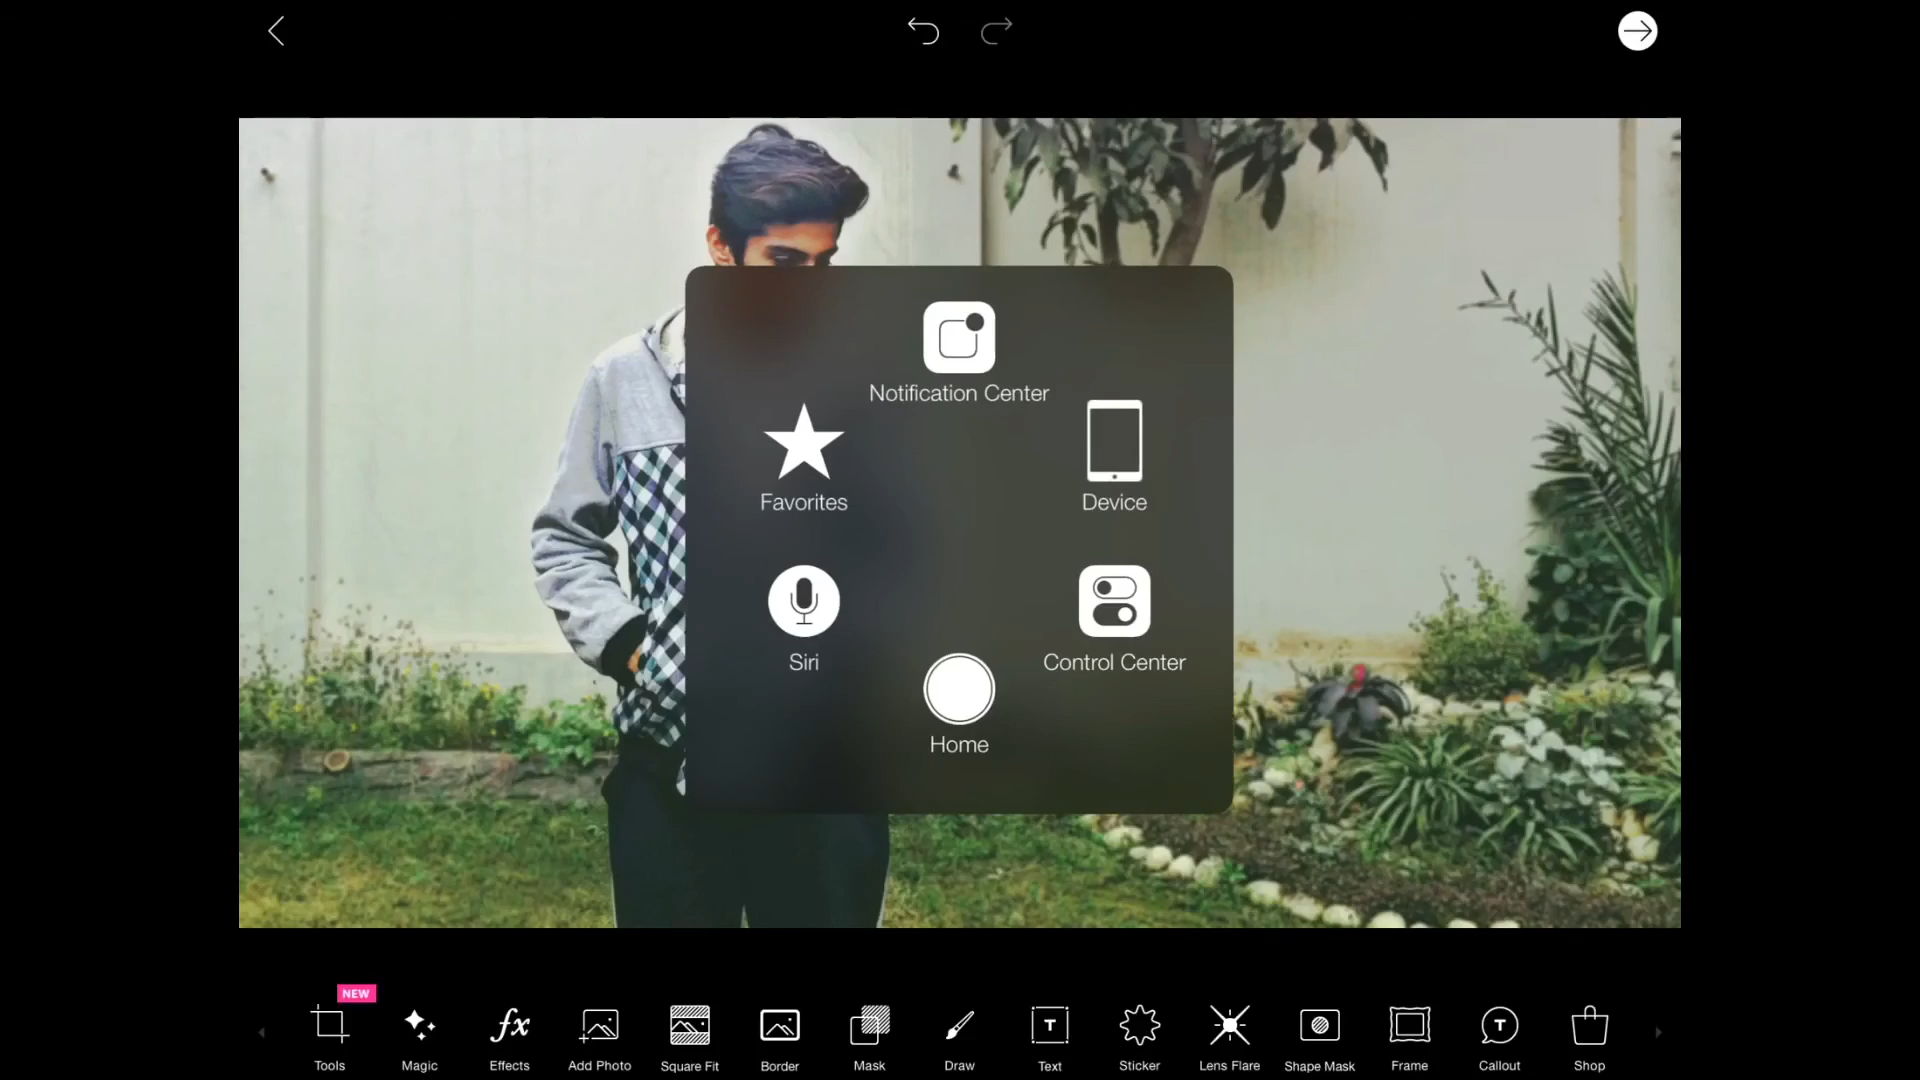 Notification Center
Favorites
Device
Siri
Control Center
Home
NEW
Tools
Magic
fx
Effects
Add Photo
Square Fit
Border
Mask
Draw
T
Text
Sticker
Lens Flare
Shape Mask
Frame
T
Callout
Shop